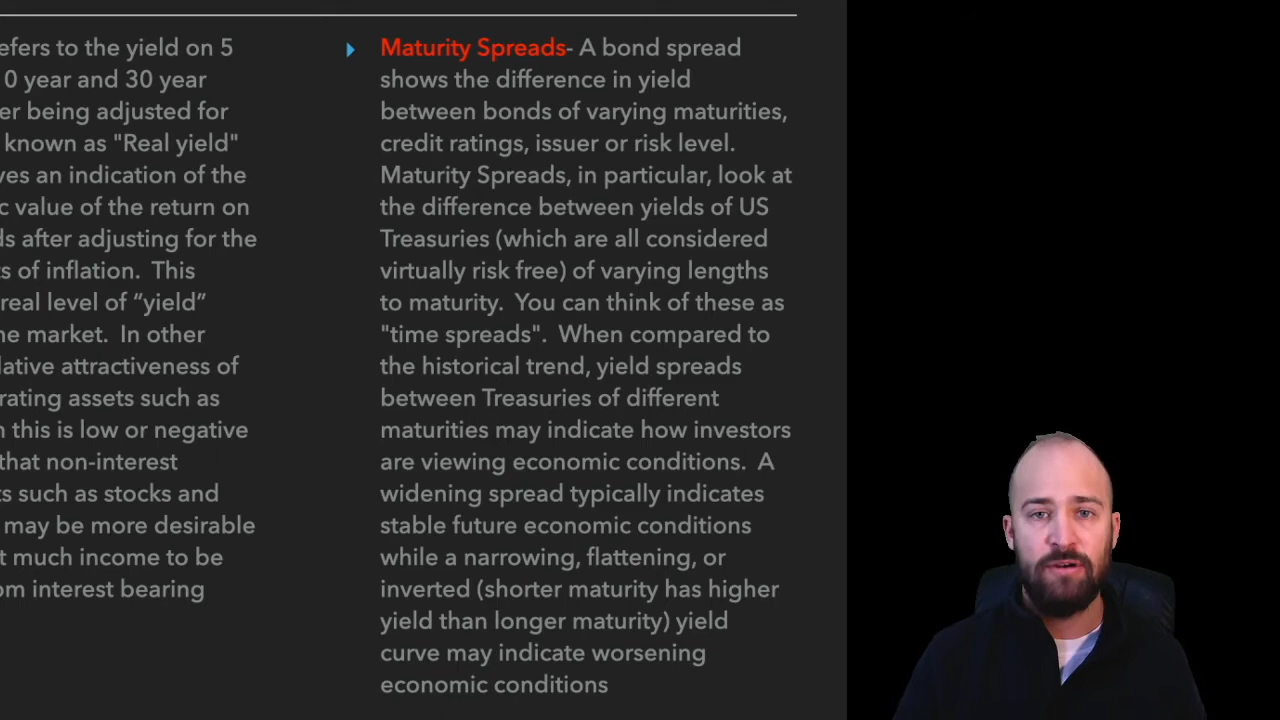 efers to the yield on 5
0 year and 30 year
er being adjusted for
known as "Real yield"
ves an indication of the
c value of the return on
ds after adjusting for the
ts of inflation.  This
real level of “yield”
he market.  In other
lative attractiveness of
rating assets such as
n this is low or negative
that non-interest
ts such as stocks and
may be more desirable
t much income to be
om interest bearing
Maturity Spreads- A bond spread
shows the difference in yield
between bonds of varying maturities,
credit ratings, issuer or risk level.
Maturity Spreads, in particular, look at
the difference between yields of US
Treasuries (which are all considered
virtually risk free) of varying lengths
to maturity.  You can think of these as
"time spreads".  When compared to
the historical trend, yield spreads
between Treasuries of different
maturities may indicate how investors
are viewing economic conditions.  A
widening spread typically indicates
stable future economic conditions
while a narrowing, flattening, or
inverted (shorter maturity has higher
yield than longer maturity) yield
curve may indicate worsening
economic conditions